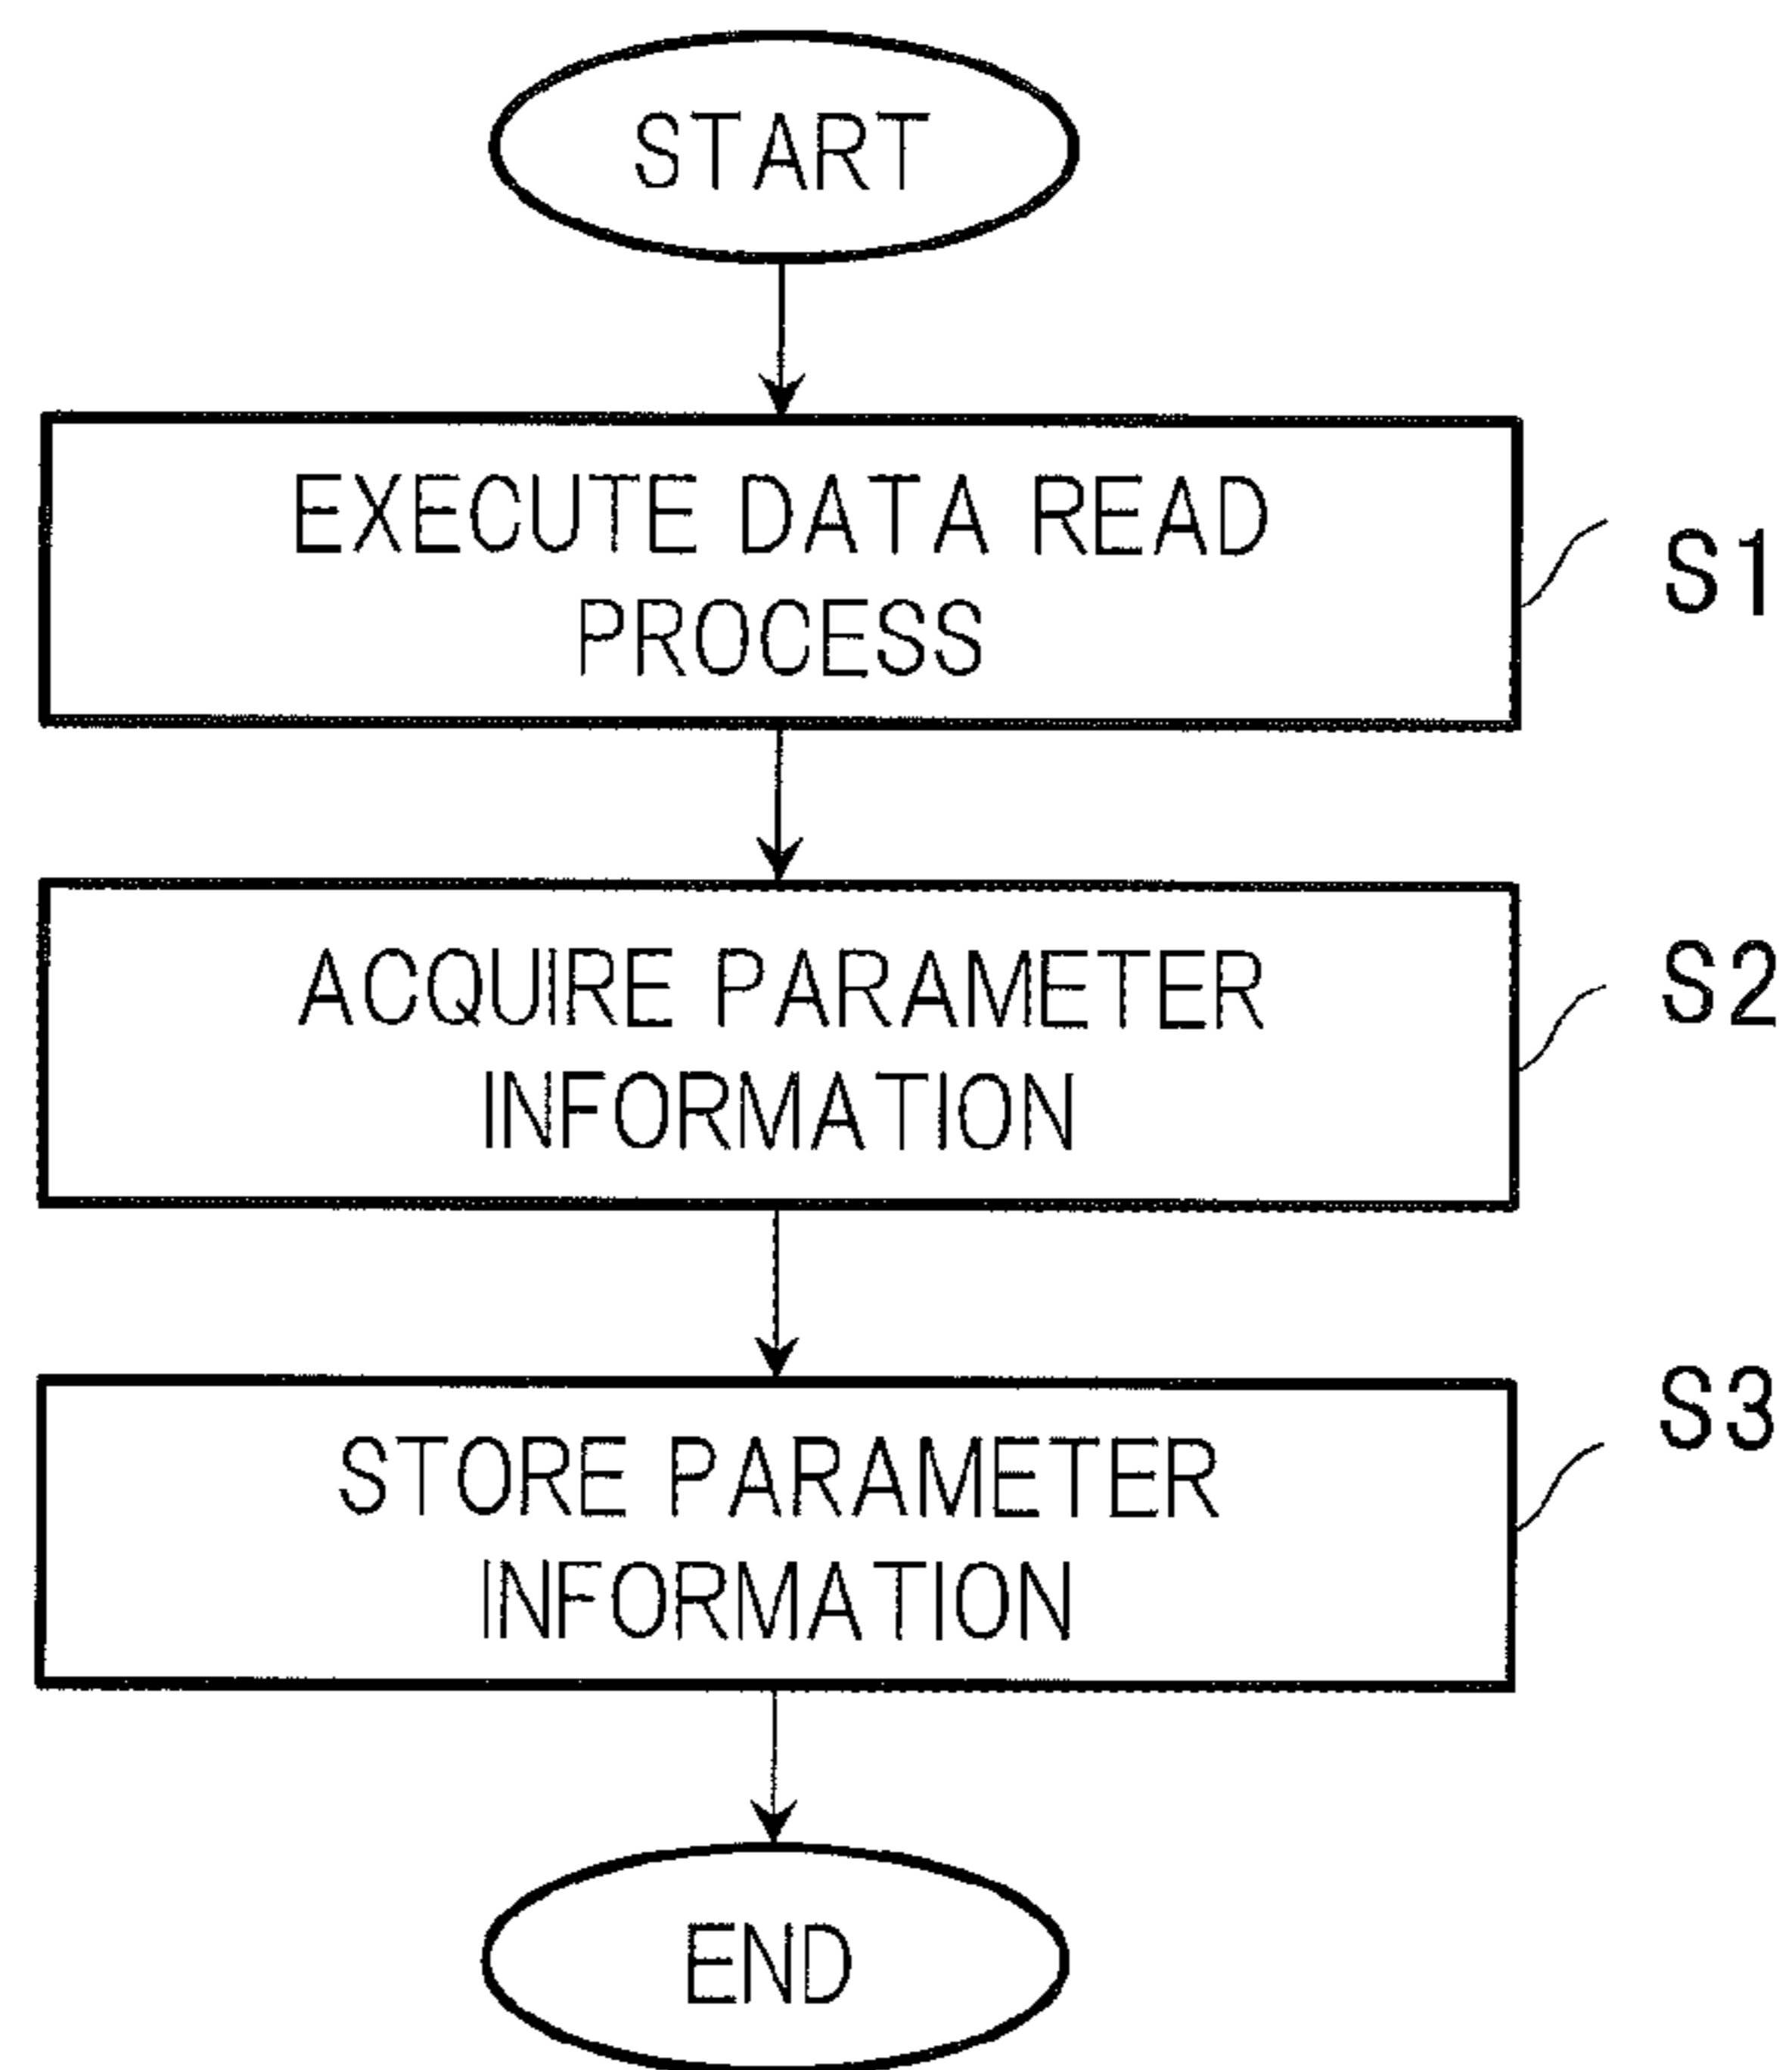 START
EXECUTE DATA READ
PROCESS
S1
ACQUIRE PARAMETER
INFORMATION
S2
STORE PARAMETER
INFORMATION
S3
END